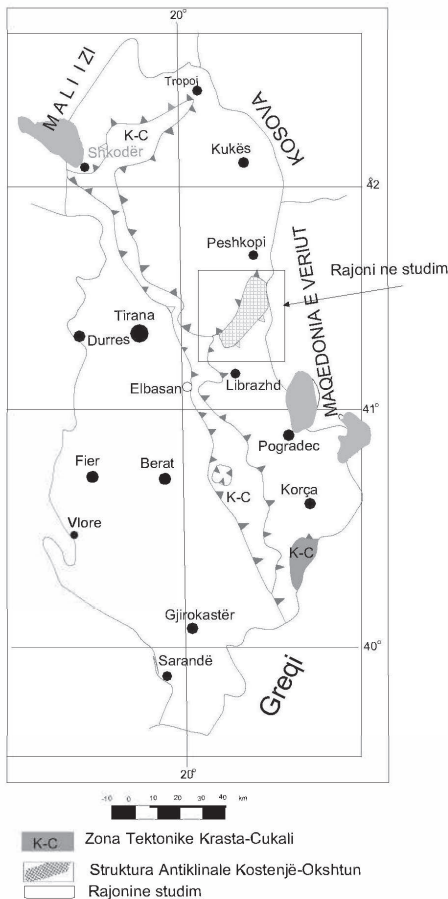 20°
MALI I ZI
Tropoi
K-C
KOSOVA
Shkodër
Kukës
42
Peshkopi
Rajoni ne studim
MAQEDONIA E VERIUT
Tirana
Durres
Elbasan
Librazhd
41°
Pogradec
Fier
Berat
K-C
Korça
Vlore
K-C
Gjirokastër
40°
Sarandë
Greqi
20°
-10 0 10 20 30 40 km
K-C Zona Tektonike Krasta-Cukali
Struktura Antiklinale Kostenjë-Okshtun
Rajonine studim